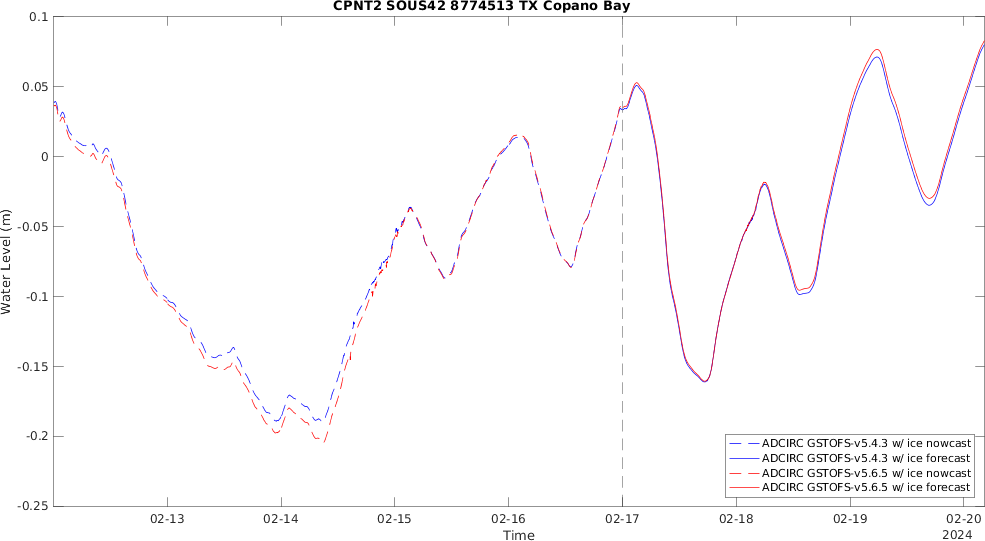 CPNT2 SOUS42 8774513 TX Copano Bay
0.1
0.05
0
-0.05
-0.1
-0.15
-0.2
-0.25
Water Level (m)
ADCIRC GSTOFS-v5.4.3 w/ ice nowcast
ADCIRC GSTOFS-v5.4.3 w/ ice forecast
ADCIRC GSTOFS-v5.6.5 w/ ice nowcast
ADCIRC GSTOFS-v5.6.5 w/ ice forecast
02-13 02-14 02-15 02-16 02-17 02-18 02-19 02-20
2024
Time